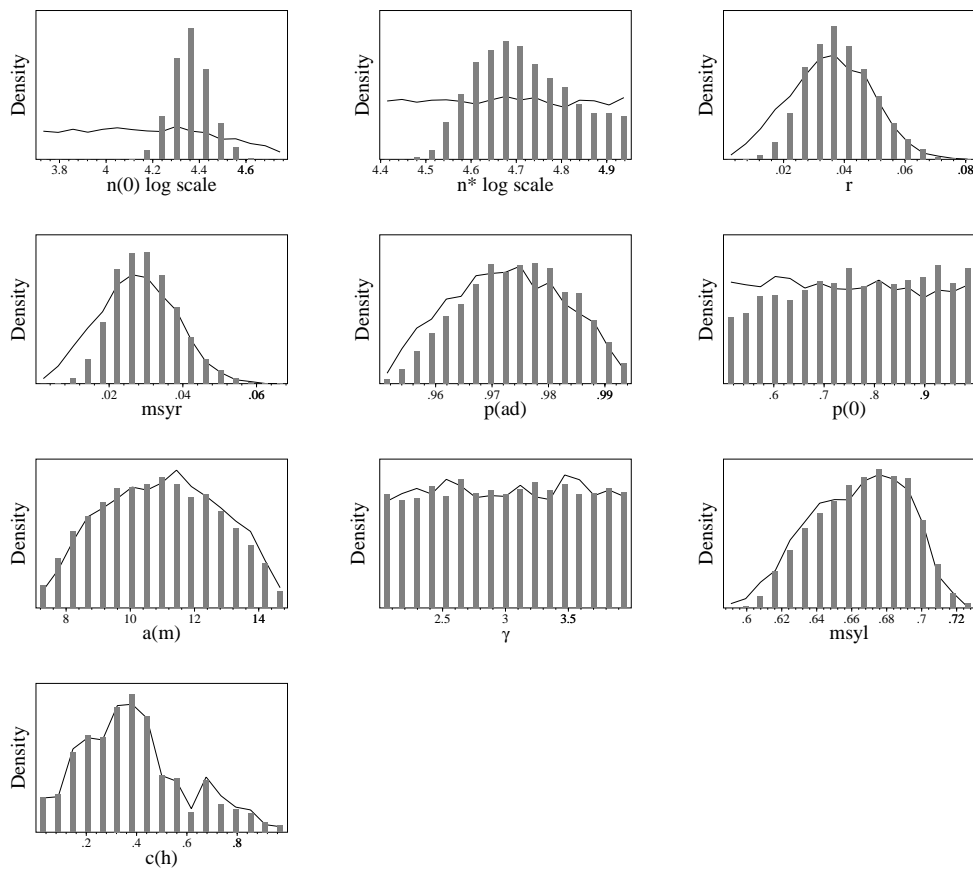 Density
3.8 4 4.2 4.4 4.6
n(0) log scale
Density
4.4 4.5 4.6 4.7 4.8 4.9
n* log scale
Density
.02 .04 .06 .08
r
Density
.02 .04 .06
msyr
Density
.96 .97 .98 .99
p(ad)
Density
.6 .7 .8 .9
p(0)
Density
8 10 12 14
a(m)
Density
2.5 3 3.5
γ
Density
.6 .62 .64 .66 .68 .7 .72
msyl
Density
.2 .4 .6 .8
c(h)